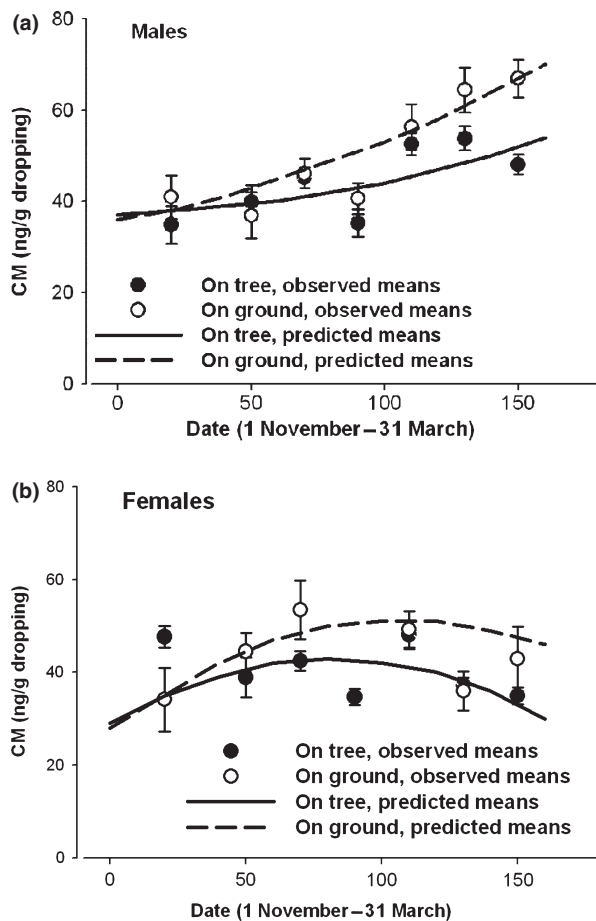 (a)
Males
80
60
40
20
0
CM (ng/g dropping)
On tree, observed means
On ground, observed means
On tree, predicted means
On ground, predicted means
0 50 100 150
Date (1 November–31 March)
(b)
Females
80
60
40
20
0
CM (ng/g dropping)
On tree, observed means
On ground, observed means
On tree, predicted means
On ground, predicted means
0 50 100 150
Date (1 November–31 March)